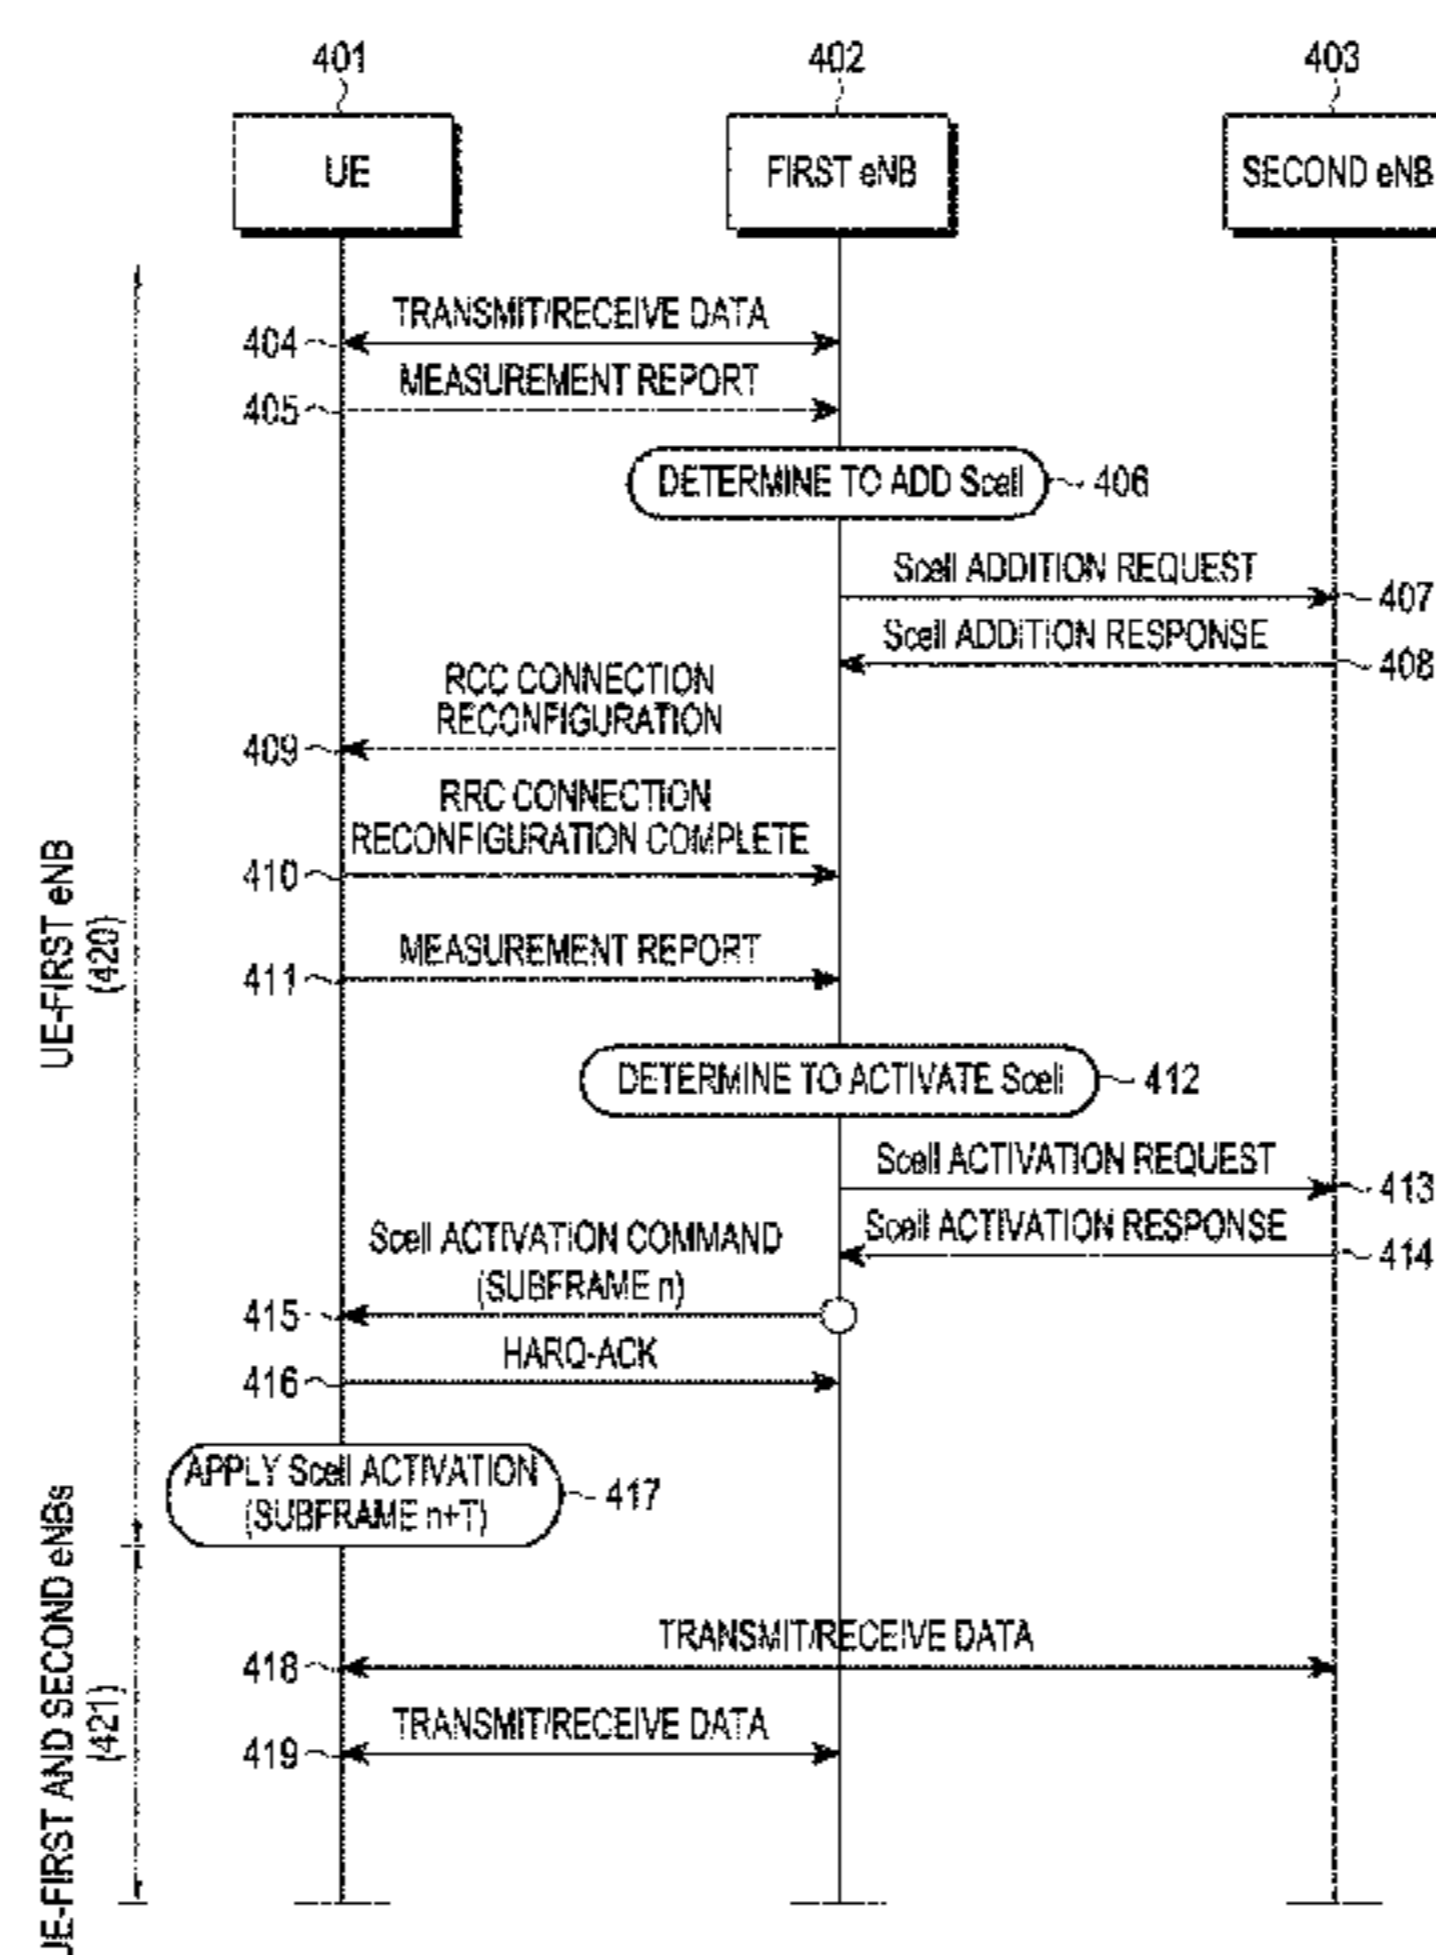 401
402
403
UE
FIRST eNB
SECOND eNB
TRANSMIT/RECEIVE DATA
404
MEASUREMENT REPORT
405
DETERMINE TO ADD Scell
406
Scell ADDITION REQUEST
407
Scell ADDITION RESPONSE
408
RCC CONNECTION
RECONFIGURATION
409
RRC CONNECTION
RECONFIGURATION COMPLETE
410
MEASUREMENT REPORT
411
DETERMINE TO ACTIVATE Scell
412
Scell ACTIVATION REQUEST
413
Scell ACTIVATION RESPONSE
414
Scell ACTIVATION COMMAND
(SUBFRAME n)
415
HARQ-ACK
416
APPLY Scell ACTIVATION
(SUBFRAME n+T)
417
TRANSMIT/RECEIVE DATA
418
TRANSMIT/RECEIVE DATA
419
UE-FIRST eNB
(420)
UE-FIRST AND SECOND eNBs
(421)